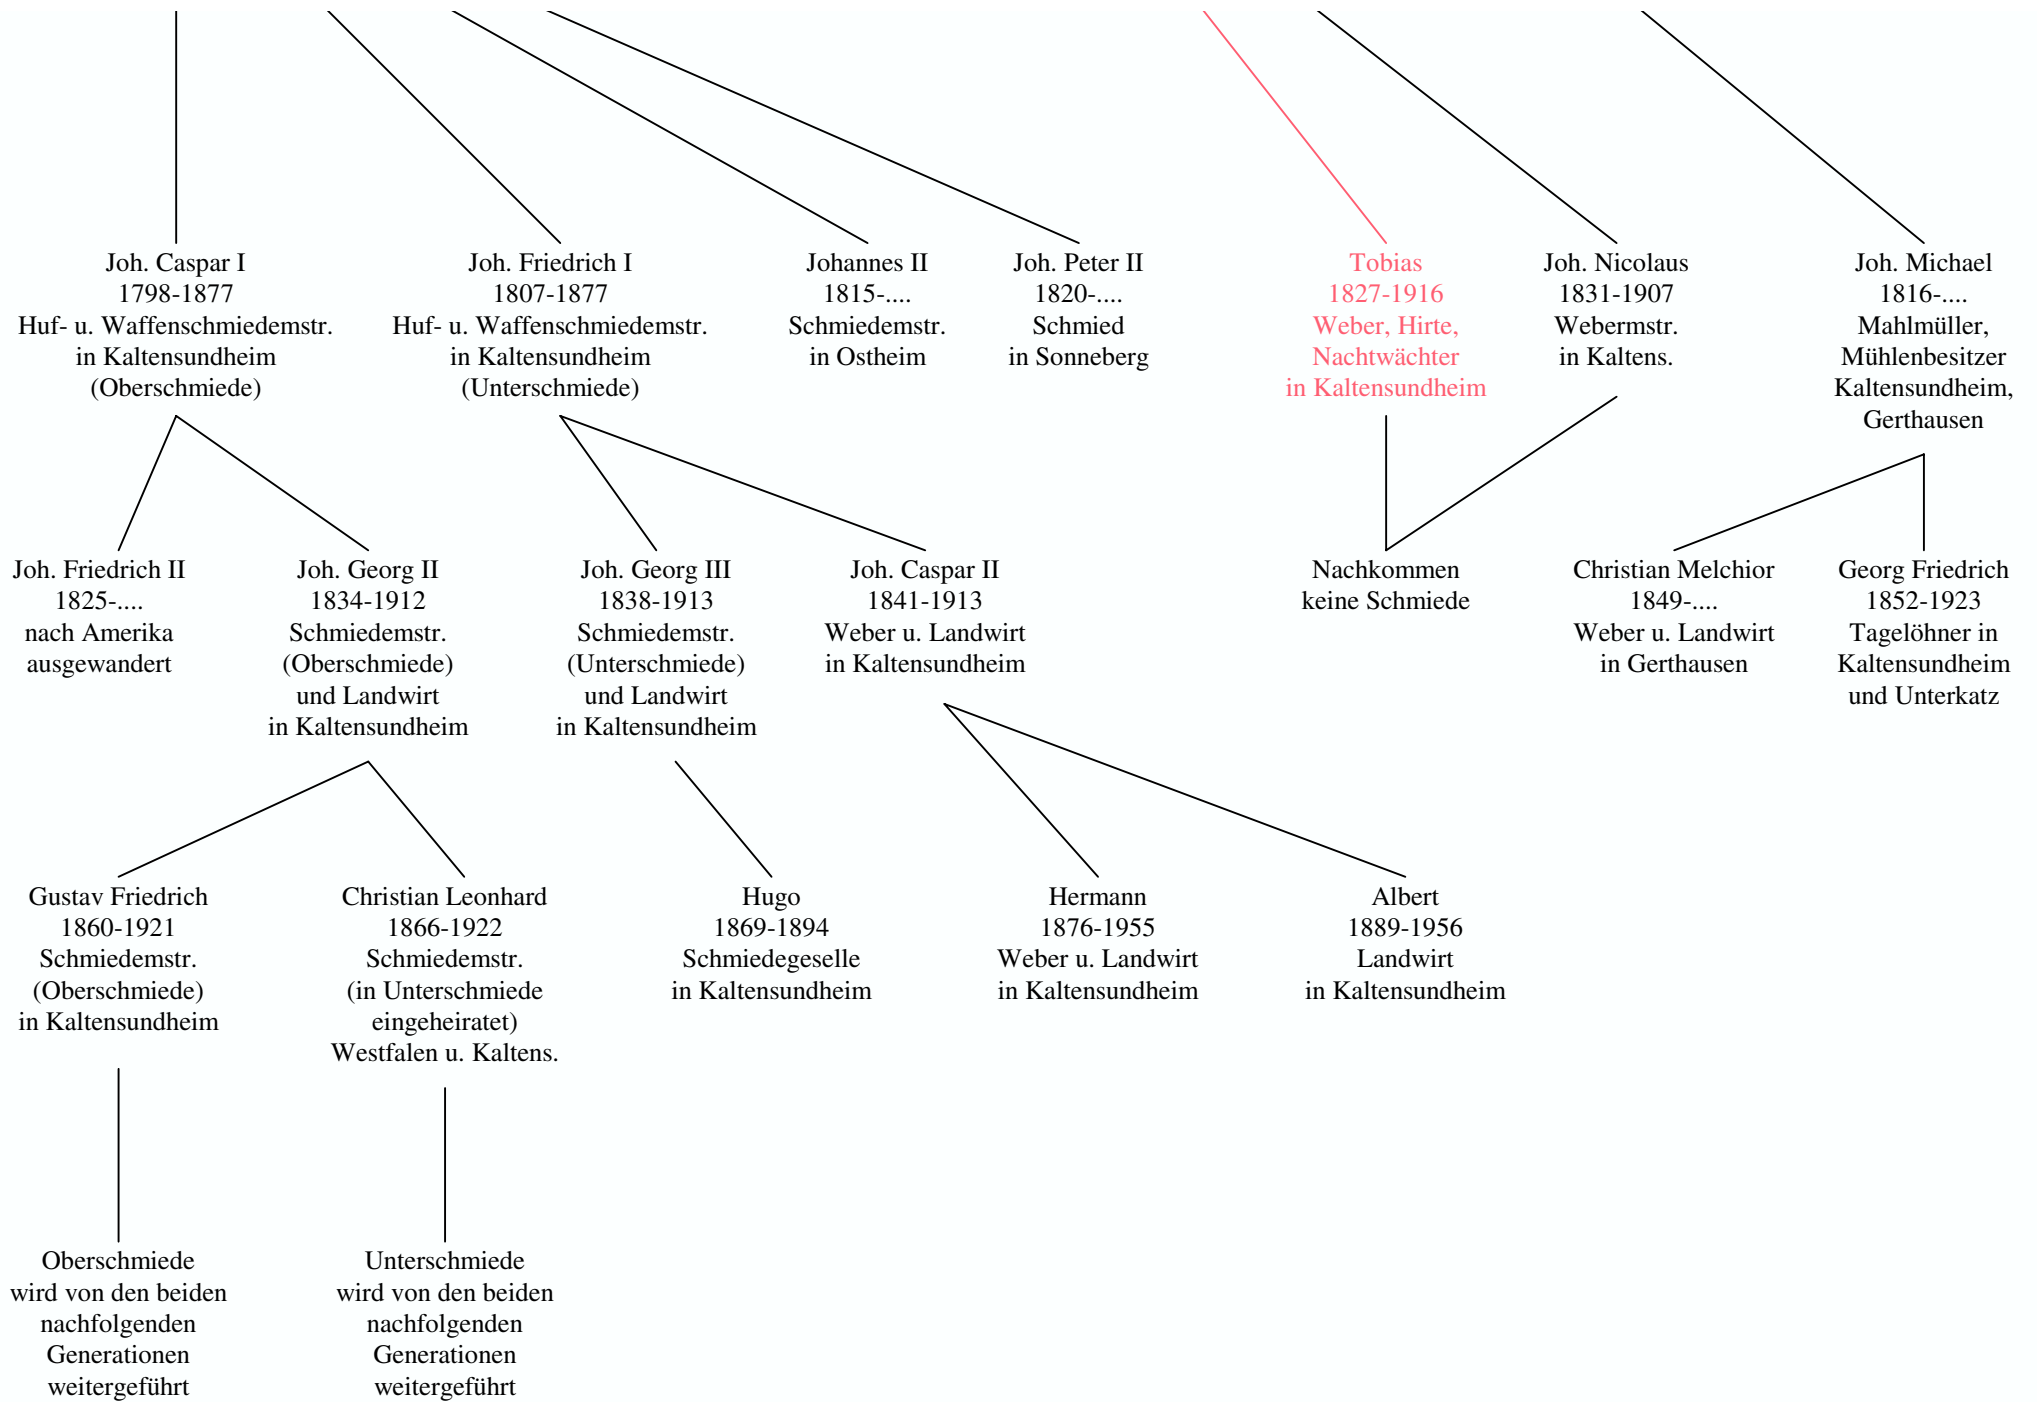 Joh. Caspar I
1798-1877
Huf- u. Waffenschmiedemstr.
in Kaltensundheim
(Oberschmiede)
Joh. Friedrich I
1807-1877
Huf- u. Waffenschmiedemstr.
in Kaltensundheim
(Unterschmiede)
Johannes II
1815-....
Schmiedemstr.
in Ostheim
Joh. Peter II
1820-....
Schmied
in Sonneberg
Tobias
1827-1916
Weber, Hirte,
Nachtwächter
in Kaltensundheim
Joh. Nicolaus
1831-1907
Webermstr.
in Kaltens.
Joh. Michael
1816-....
Mahlmüller,
Mühlenbesitzer
Kaltensundheim,
Gerthausen
Joh. Friedrich II
1825-....
nach Amerika
ausgewandert
Joh. Georg II
1834-1912
Schmiedemstr.
(Oberschmiede)
und Landwirt
in Kaltensundheim
Joh. Georg III
1838-1913
Schmiedemstr.
(Unterschmiede)
und Landwirt
in Kaltensundheim
Joh. Caspar II
1841-1913
Weber u. Landwirt
in Kaltensundheim
Nachkommen
keine Schmiede
Christian Melchior
1849-....
Weber u. Landwirt
in Gerthausen
Georg Friedrich
1852-1923
Tagelöhner in
Kaltensundheim
und Unterkatz
Gustav Friedrich
1860-1921
Schmiedemstr.
(Oberschmiede)
in Kaltensundheim
Christian Leonhard
1866-1922
Schmiedemstr.
(in Unterschmiede
eingeheiratet)
Westfalen u. Kaltens.
Hugo
1869-1894
Schmiedegeselle
in Kaltensundheim
Hermann
1876-1955
Weber u. Landwirt
in Kaltensundheim
Albert
1889-1956
Landwirt
in Kaltensundheim
Oberschmiede
wird von den beiden
nachfolgenden
Generationen
weitergeführt
Unterschmiede
wird von den beiden
nachfolgenden
Generationen
weitergeführt